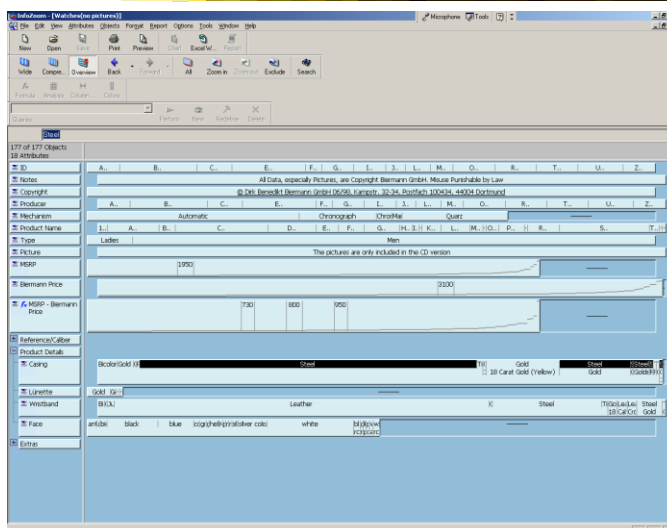 InfoZoom - [Watches(no pictures)]
Microphone Tools
File Edit View Attributes Objects Format Report Options Tools Window Help
New Open Save Print Preview Chart Excel W... Report
Wide Compre... Overview Back Forward All Zoom in Zoom out Exclude Search
Formula Analysis Column ... Colors
Queries Perform New Redefine Delete
Steel
177 of 177 Objects
18 Attributes
ID A.. B.. C.. E.. F.. G.. I.. J.. L.. M.. O.. R.. T.. U.. Z..
Notes All Data, especially Pictures, are Copyright Biermann GmbH. Misuse Punishable by Law
Copyright © Dirk Benedikt Biermann GmbH 06/98, Kampstr. 32-34, Postfach 100434, 44004 Dortmund
Producer A.. B.. C.. E.. F.. G.. I.. J.. L.. M.. O.. R.. T.. U.. Z..
Mechanism Automatic Chronograph Quarz
Product Name 1.. A.. B.. C.. D.. E.. F.. G.. K.. L.. P.. R.. S..
Type Ladies Men
Picture The pictures are only included in the CD version
MSRP 1950
Biermann Price 3100
MSRP - Biermann 730 800 950
Price
Reference/Caliber
Product Details
Casing Bicolor Gold Steel Gold Steel
18 Carat Gold (Yellow) Gold
Lünette Gold
Wristband Leather Steel Steel
Gold
Face black blue silver white
Extras